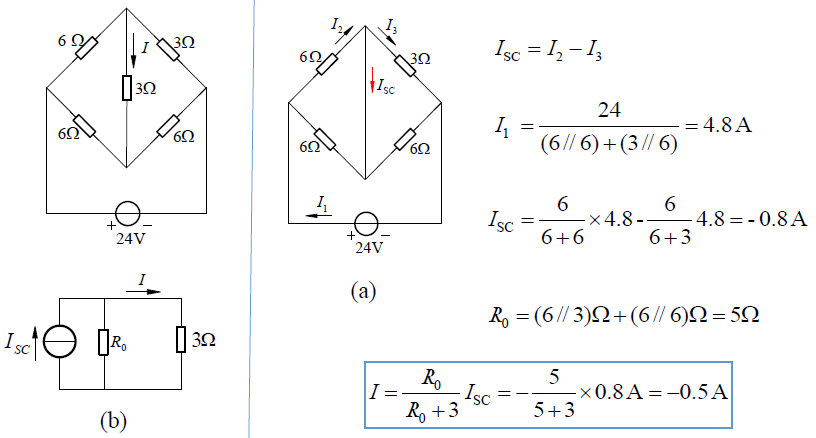 6 Ω
I
3Ω
3Ω
6Ω
6Ω
+
−
24V
I
I_SC
R_0
3Ω
(b)
I_2
I_3
6Ω
3Ω
I_SC
6Ω
6Ω
I_1
+
−
24V
(a)
I_SC = I_2 − I_3
I_1 = 24 / ((6 // 6) + (3 // 6)) = 4.8 A
I_SC = 6/(6+6) × 4.8 - 6/(6+3) 4.8 = - 0.8 A
R_0 = (6 // 3)Ω + (6 // 6)Ω = 5Ω
I = R_0/(R_0 + 3) I_SC = − 5/(5+3) × 0.8 A = −0.5 A